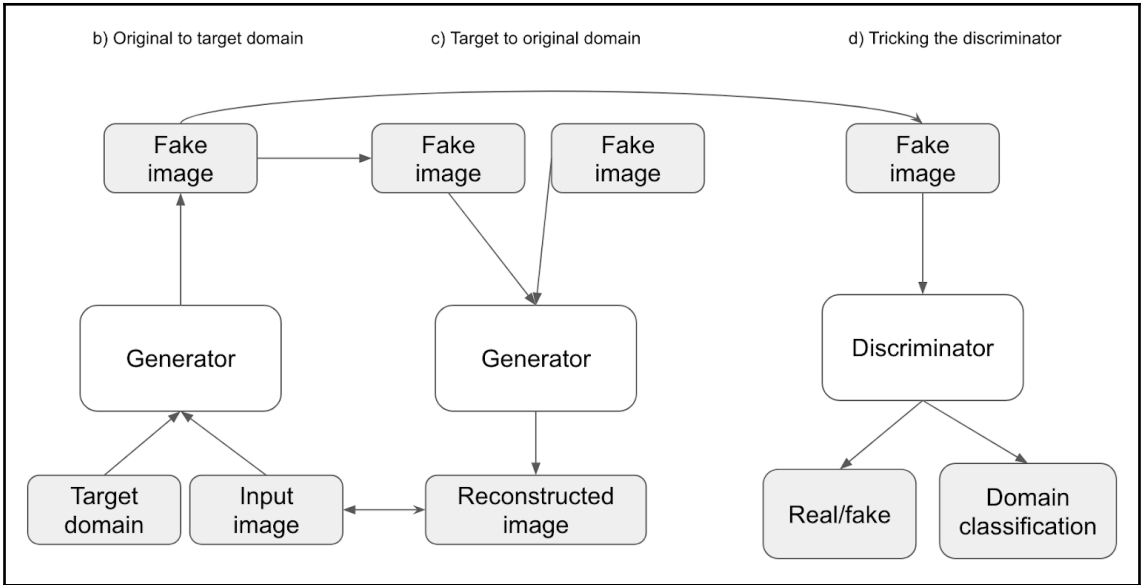 b) Original to target domain
c) Target to original domain
d) Tricking the discriminator
Fake
image
Fake
image
Fake
image
Fake
image
Generator
Generator
Discriminator
Target
domain
Input
image
Reconstructed
image
Real/fake
Domain
classification